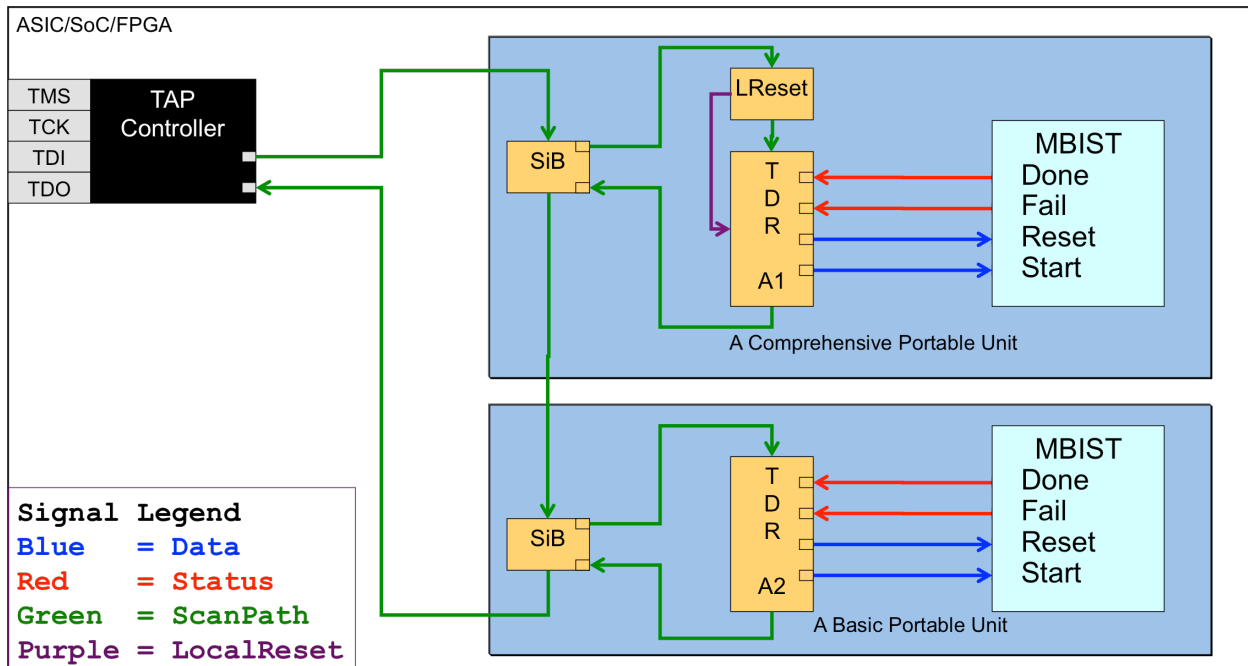 ASIC/SoC/FPGA
TMS
TCK
TDI
TDO
TAP
Controller
SiB
LReset
T
D
R
A1
MBIST
Done
Fail
Reset
Start
A Comprehensive Portable Unit
SiB
T
D
R
A2
MBIST
Done
Fail
Reset
Start
A Basic Portable Unit
Signal Legend
Blue = Data
Red = Status
Green = ScanPath
Purple = LocalReset